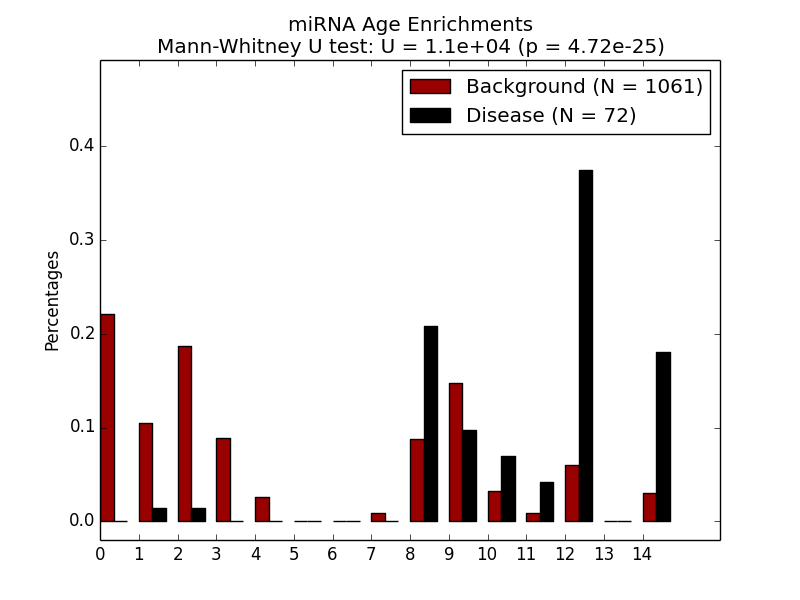 miRNA Age Enrichments
Mann-Whitney U test: U = 1.1e+04 (p = 4.72e-25)
Background (N = 1061)
Disease (N = 72)
Percentages
0.4
0.3
0.2
0.1
0.0
0 1 2 3 4 5 6 7 8 9 10 11 12 13 14